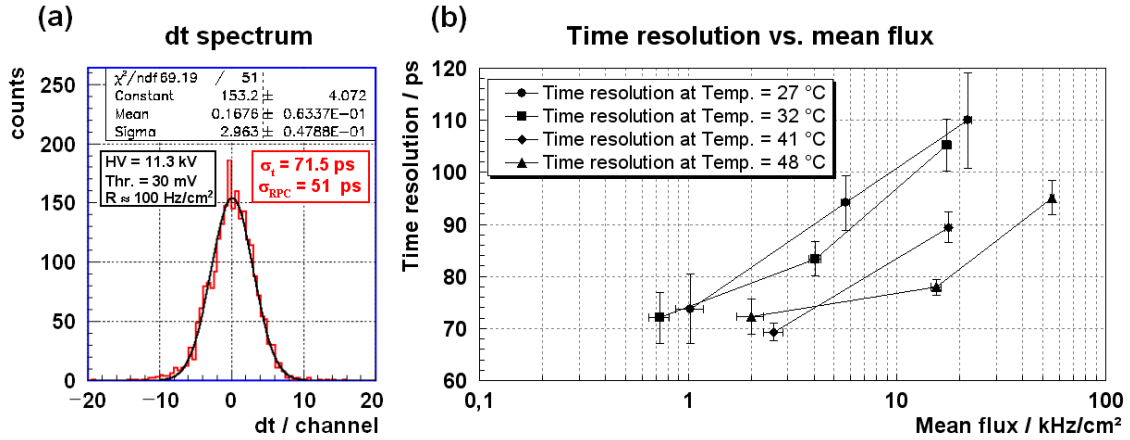 (a)
dt spectrum
counts
250
200
150
100
50
0
χ²/ndf 69.19 / 51
Constant 153.2 ± 4.072
Mean 0.1676 ± 0.6337E-01
Sigma 2.963 ± 0.4788E-01
HV = 11.3 kV
Thr. = 30 mV
R ≈ 100 Hz/cm²
σt = 71.5 ps
σRPC = 51 ps
−20 −10 0 10 20
dt / channel
(b)
Time resolution vs. mean flux
Time resolution / ps
120
110
100
90
80
70
60
Time resolution at Temp. = 27 °C
Time resolution at Temp. = 32 °C
Time resolution at Temp. = 41 °C
Time resolution at Temp. = 48 °C
0,1 1 10 100
Mean flux / kHz/cm²